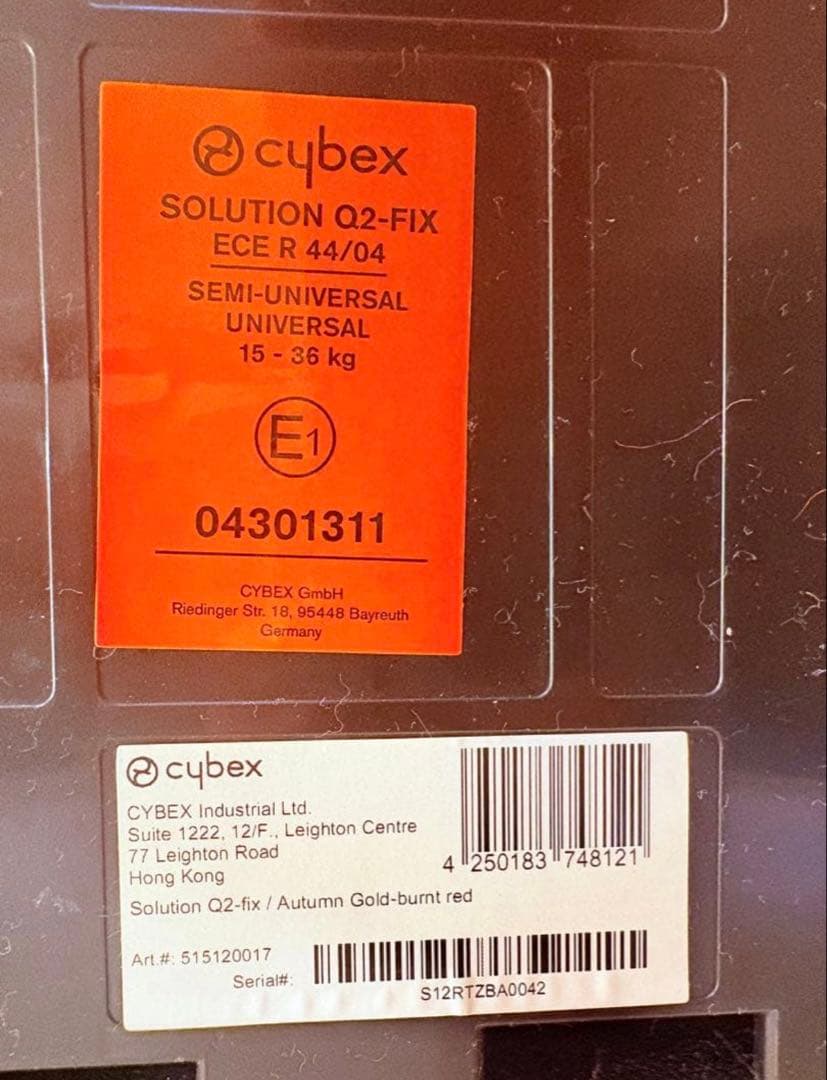 cybex
SOLUTION Q2-FIX
ECE R 44/04
SEMI-UNIVERSAL
UNIVERSAL
15 - 36 kg
E1
04301311
CYBEX GmbH
Riedinger Str. 18, 95448 Bayreuth
Germany
cybex
CYBEX Industrial Ltd.
Suite 1222, 12/F., Leighton Centre
77 Leighton Road
Hong Kong
4 250183 748121
Solution Q2-fix / Autumn Gold-burnt red
Art.#: 515120017
Serial#:
S12RTZBA0042